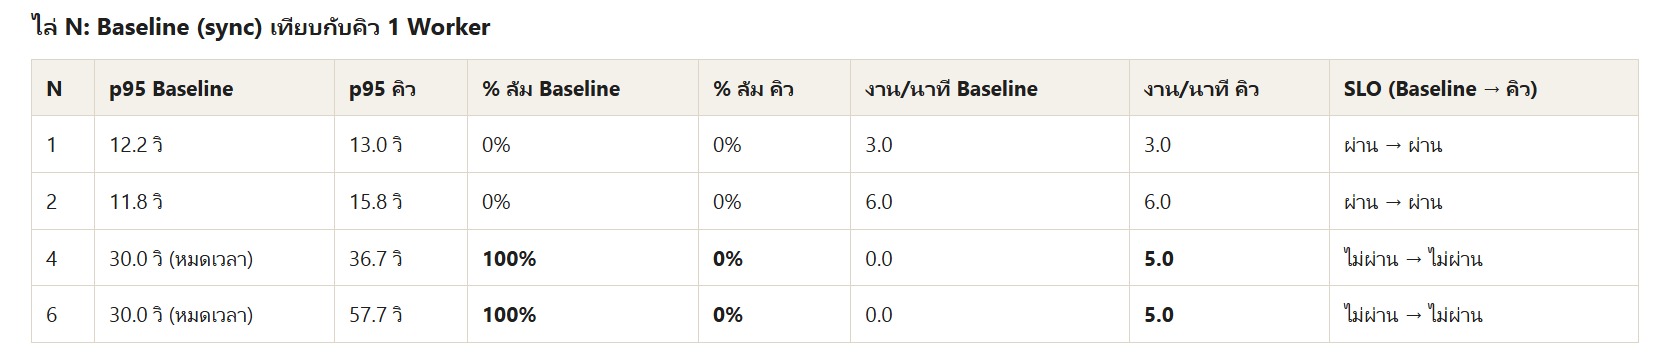 ไล่ N: Baseline (sync) เทียบกับคิว 1 Worker
N p95 Baseline p95 คิว % ล้ม Baseline % ล้ม คิว งาน/นาที Baseline งาน/นาที คิว SLO (Baseline → คิว)
1 12.2 วิ 13.0 วิ 0% 0% 3.0 3.0 ผ่าน → ผ่าน
2 11.8 วิ 15.8 วิ 0% 0% 6.0 6.0 ผ่าน → ผ่าน
4 30.0 วิ (หมดเวลา) 36.7 วิ 100% 0% 0.0 5.0 ไม่ผ่าน → ไม่ผ่าน
6 30.0 วิ (หมดเวลา) 57.7 วิ 100% 0% 0.0 5.0 ไม่ผ่าน → ไม่ผ่าน